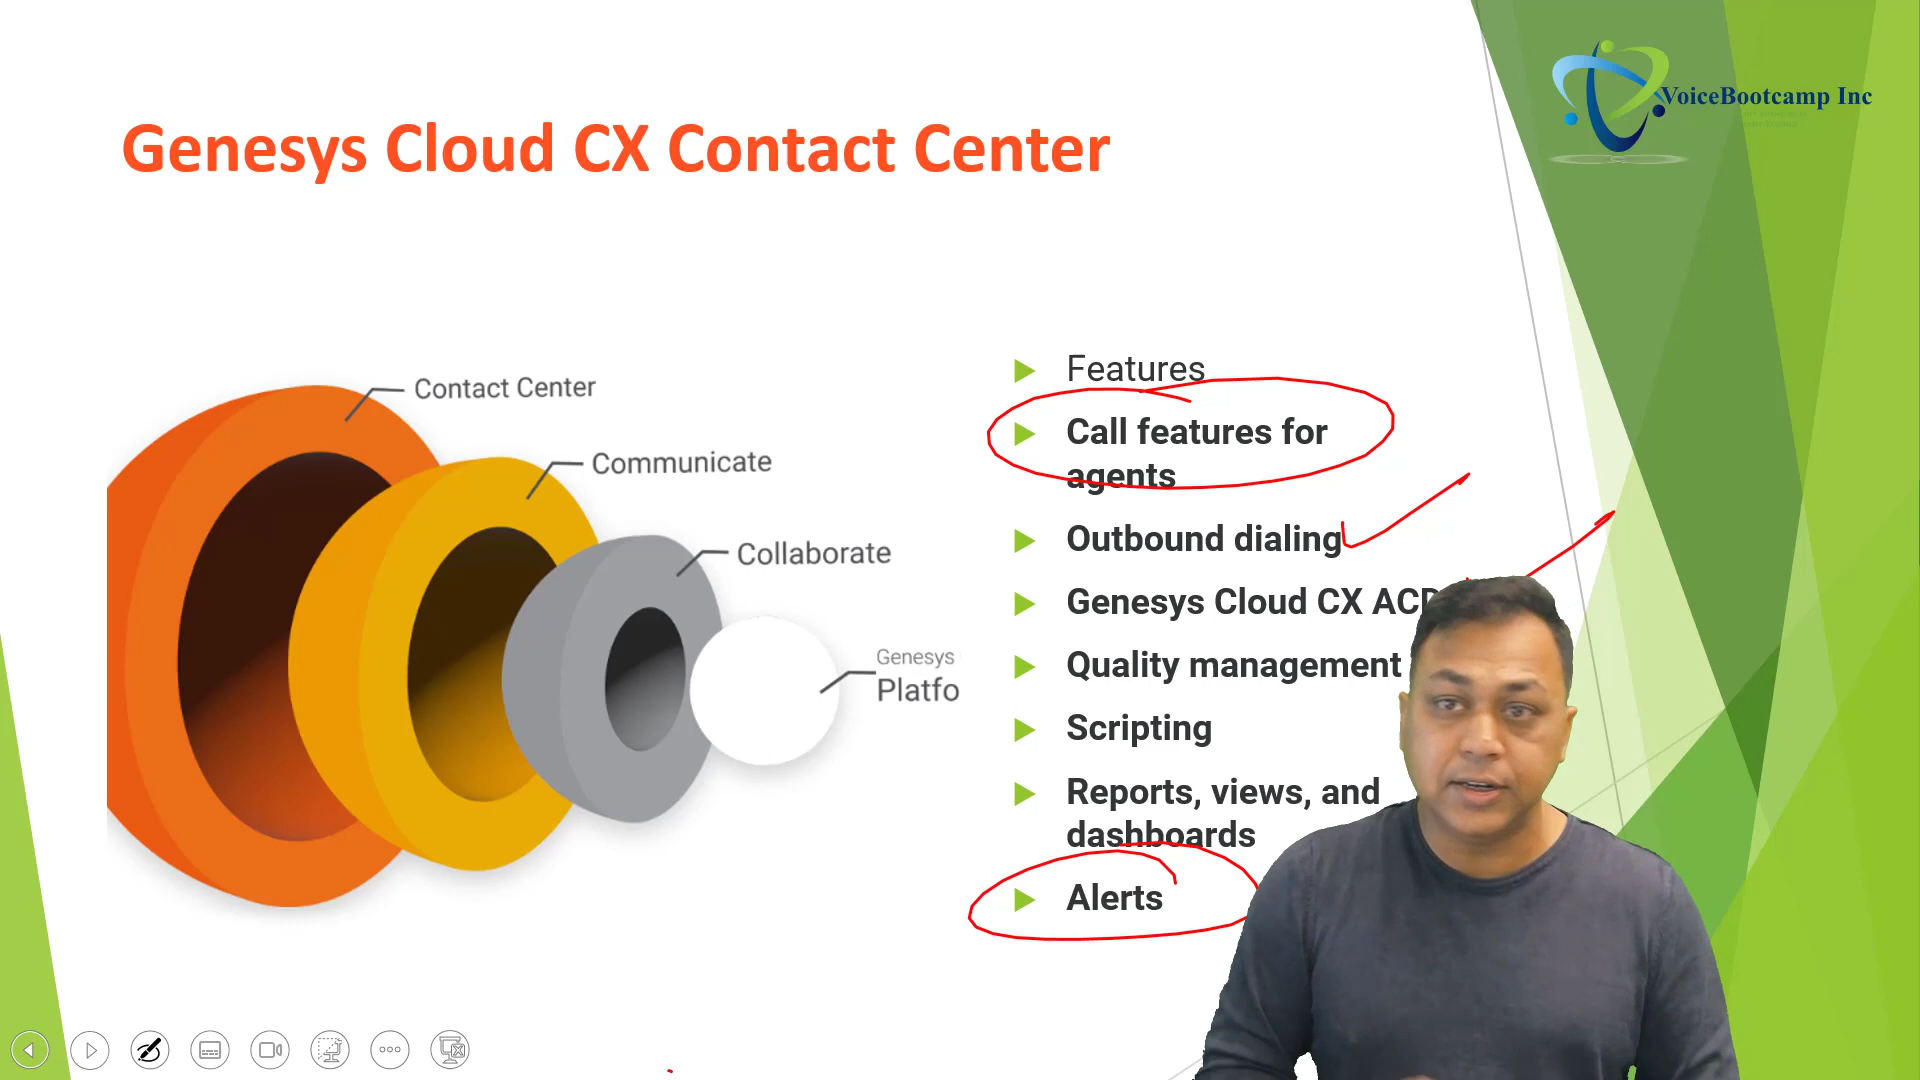 Genesys Cloud CX Contact Center
VoiceBootcamp Inc
Contact Center
Communicate
Collaborate
Genesys
Platfo
Features
Call features for
agents
Outbound dialing
Genesys Cloud CX ACD
Quality management
Scripting
Reports, views, and
dashboards
Alerts